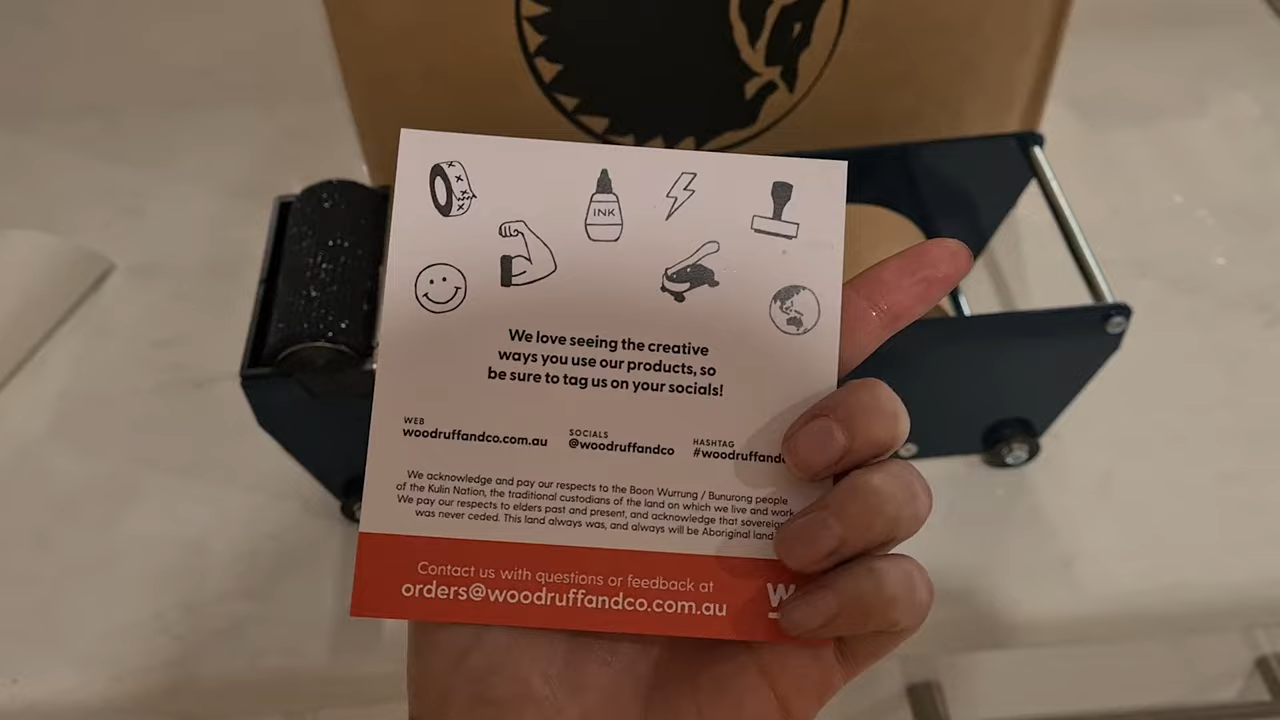 INK
We love seeing the creative
ways you use our products, so
be sure to tag us on your socials!
WEB
woodruffandco.com.au
SOCIALS
@woodruffandco
HASHTAG
We acknowledge and pay our respects to the Boon Wurrung / Bunurong people
of the Kulin Nation, the traditional custodians of the land on which we live and work.
We pay our respects to elders past and present, and acknowledge that
was never ceded. This land always was, and always will be Aboriginal land
Contact us with questions or feedback at
orders@woodruffandco.com.au